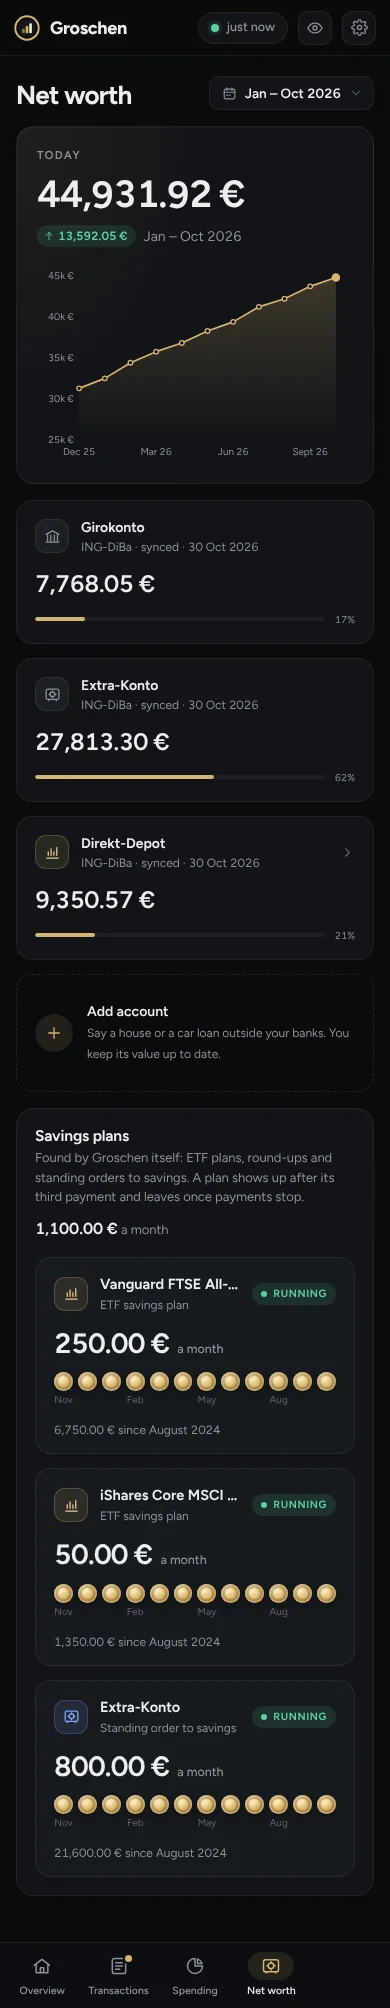 Groschen
just now
Net worth
Jan – Oct 2026
TODAY
44,931.92 €
↑ 13,592.05 € Jan – Oct 2026
45k €
40k €
35k €
30k €
25k €
Dec 25 Mar 26 Jun 26 Sept 26
Girokonto
ING-DiBa · synced · 30 Oct 2026
7,768.05 €
17%
Extra-Konto
ING-DiBa · synced · 30 Oct 2026
27,813.30 €
62%
Direkt-Depot
ING-DiBa · synced · 30 Oct 2026
9,350.57 €
21%
Add account
Say a house or a car loan outside your banks. You
keep its value up to date.
Savings plans
Found by Groschen itself: ETF plans, round-ups and
standing orders to savings. A plan shows up after its
third payment and leaves once payments stop.
1,100.00 € a month
Vanguard FTSE All-...
RUNNING
ETF savings plan
250.00 € a month
Nov Feb May Aug
6,750.00 € since August 2024
iShares Core MSCI ...
RUNNING
ETF savings plan
50.00 € a month
Nov Feb May Aug
1,350.00 € since August 2024
Extra-Konto
RUNNING
Standing order to savings
800.00 € a month
Nov Feb May Aug
21,600.00 € since August 2024
Overview Transactions Spending Net worth